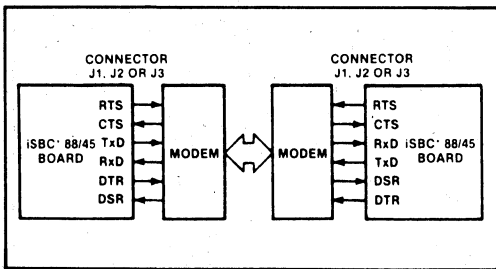 CONNECTOR
J1, J2 OR J3
iSBC® 88/45
BOARD
RTS
CTS
TxD
RxD
DTR
DSR
MODEM
CONNECTOR
J1, J2 OR J3
MODEM
RTS
CTS
RxD
TxD
DSR
DTR
iSBC® 88/45
BOARD